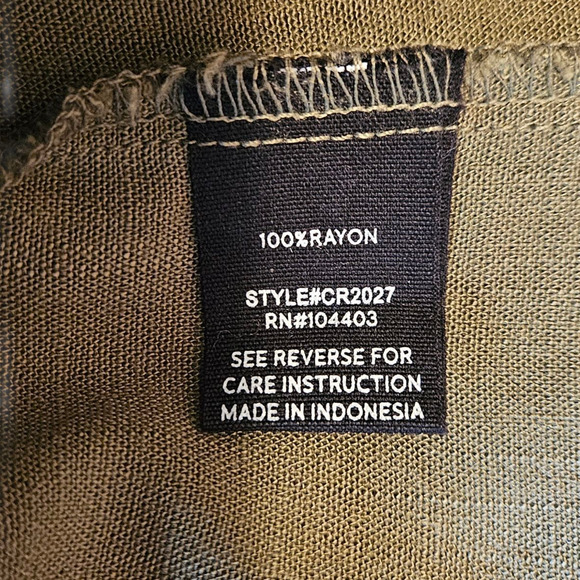 100%RAYON
STYLE#CR2027
RN#104403
SEE REVERSE FOR
CARE INSTRUCTION
MADE IN INDONESIA